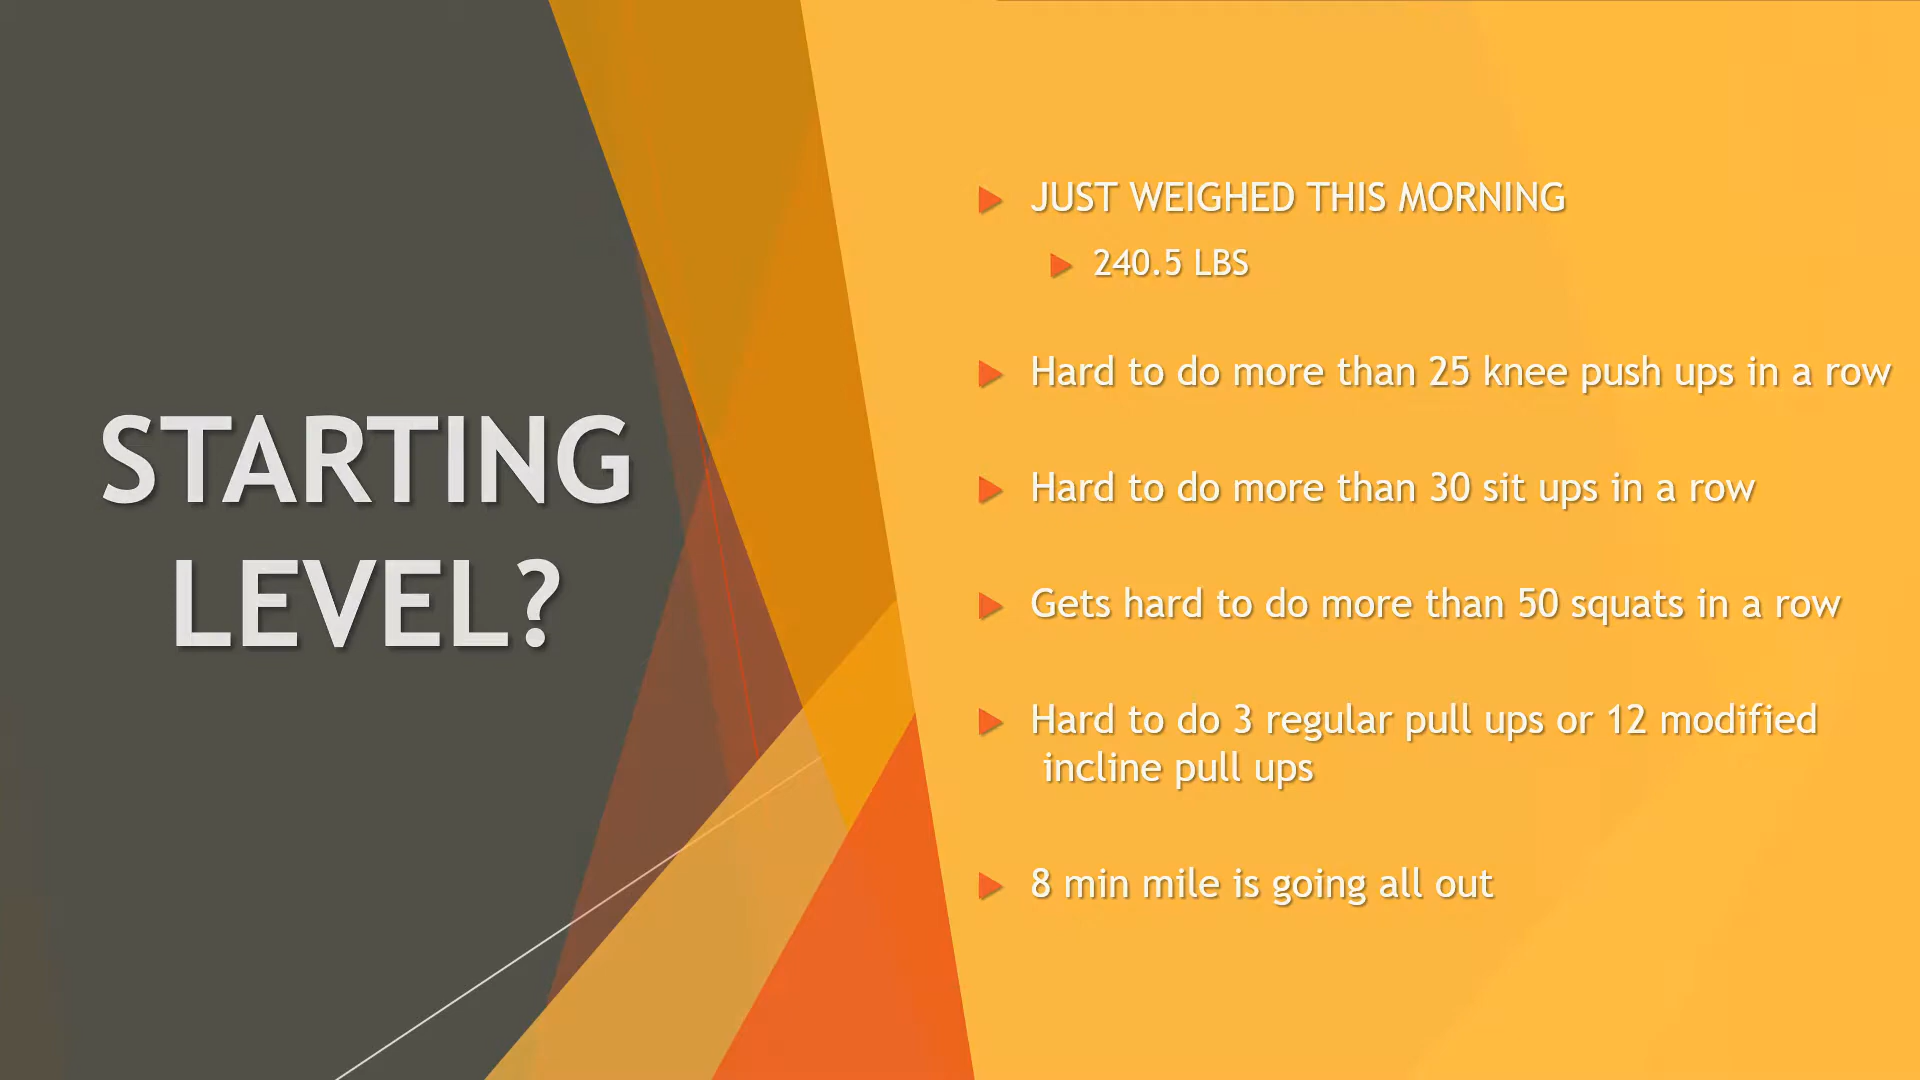 STARTING
LEVEL?
JUST WEIGHED THIS MORNING
240.5 LBS
Hard to do more than 25 knee push ups in a row
Hard to do more than 30 sit ups in a row
Gets hard to do more than 50 squats in a row
Hard to do 3 regular pull ups or 12 modified
incline pull ups
8 min mile is going all out